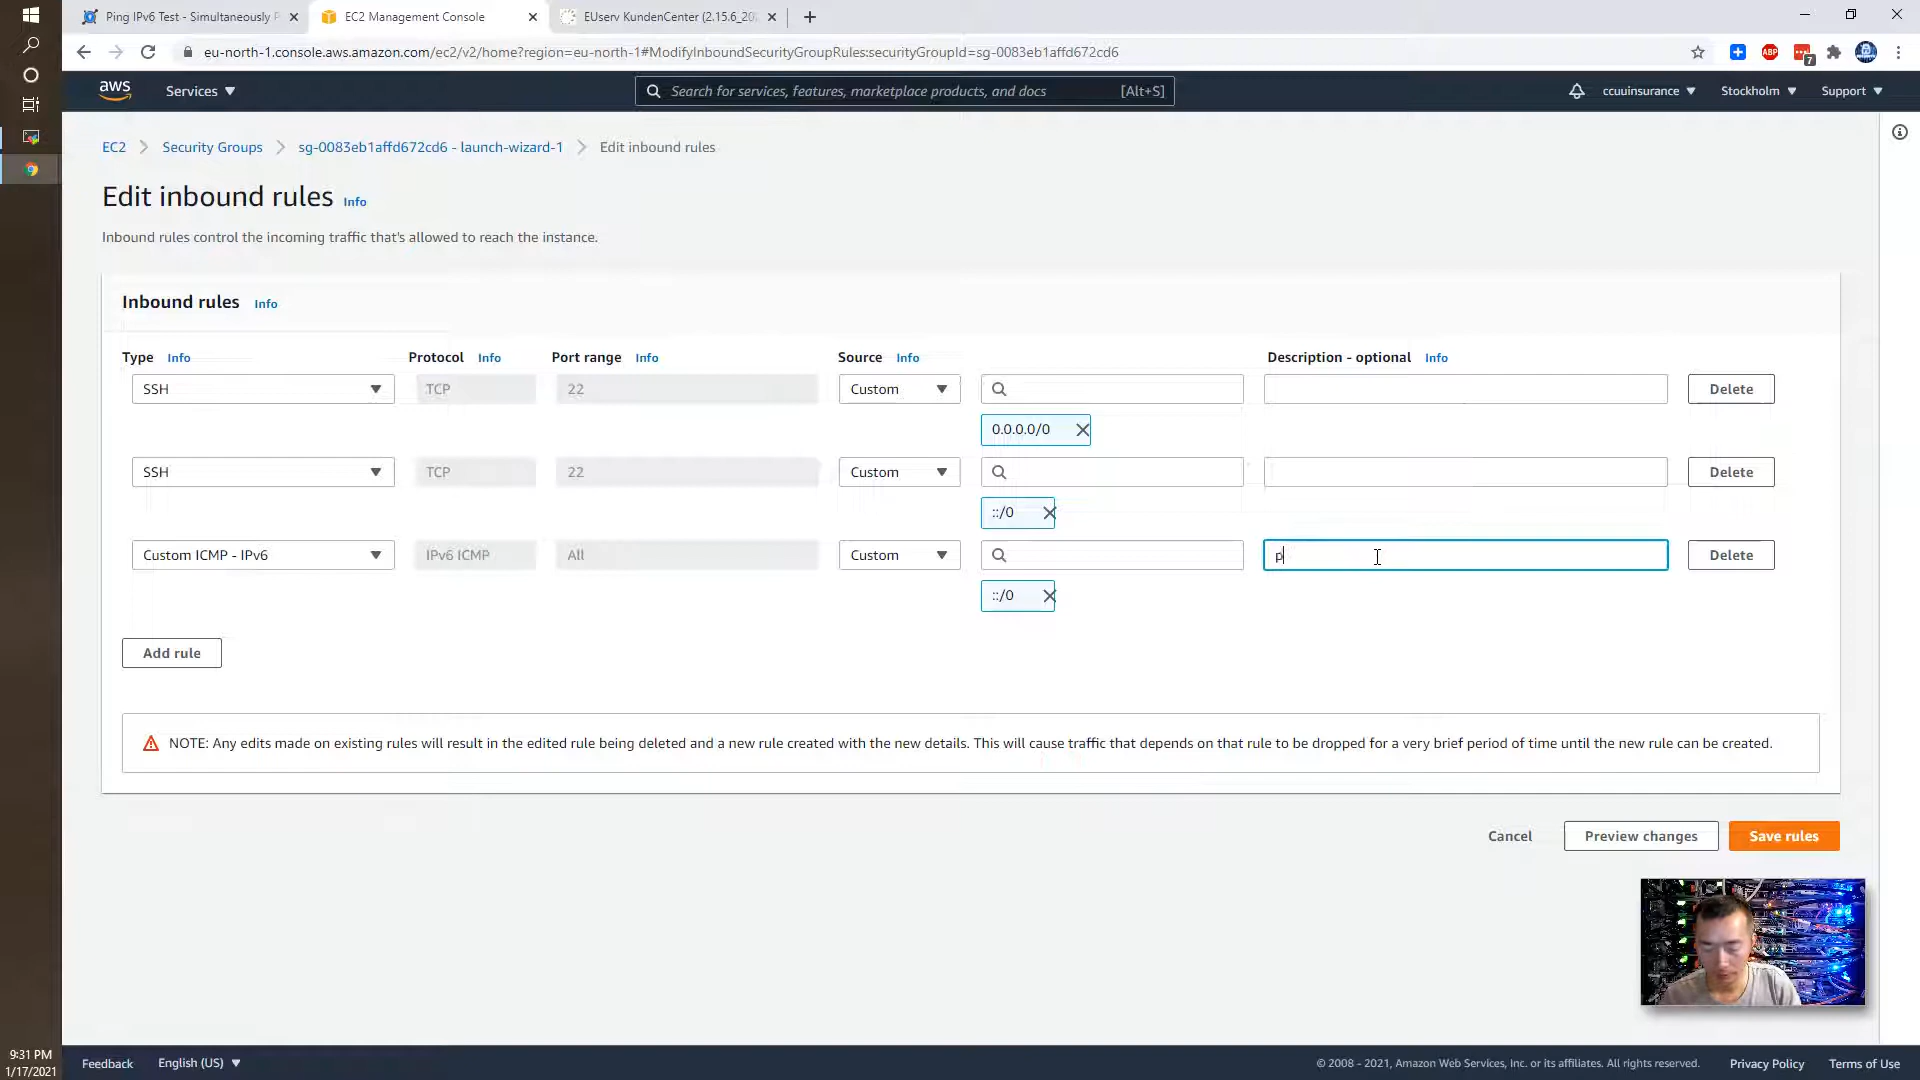 Ping IPv6 Test - Simultaneously P
EC2 Management Console
EUserv KundenCenter (2.15.6_20
eu-north-1.console.aws.amazon.com/ec2/v2/home?region=eu-north-1#ModifyInboundSecurityGroupRules:securityGroupId=sg-0083eb1affd672cd6
ABP
7
aws
Services
Search for services, features, marketplace products, and docs
[Alt+S]
ccuuinsurance
Stockholm
Support
EC2
Security Groups
sg-0083eb1affd672cd6 - launch-wizard-1
Edit inbound rules
Edit inbound rules Info
Inbound rules control the incoming traffic that's allowed to reach the instance.
Inbound rules Info
Type Info
Protocol Info
Port range Info
Source Info
Description - optional Info
SSH
TCP
22
Custom
Delete
0.0.0.0/0
SSH
TCP
22
Custom
Delete
::/0
Custom ICMP - IPv6
IPv6 ICMP
All
Custom
p
Delete
::/0
Add rule
NOTE: Any edits made on existing rules will result in the edited rule being deleted and a new rule created with the new details. This will cause traffic that depends on that rule to be dropped for a very brief period of time until the new rule can be created.
Cancel
Preview changes
Save rules
9:31 PM
1/17/2021
Feedback
English (US)
© 2008 - 2021, Amazon Web Services, Inc. or its affiliates. All rights reserved.
Privacy Policy
Terms of Use